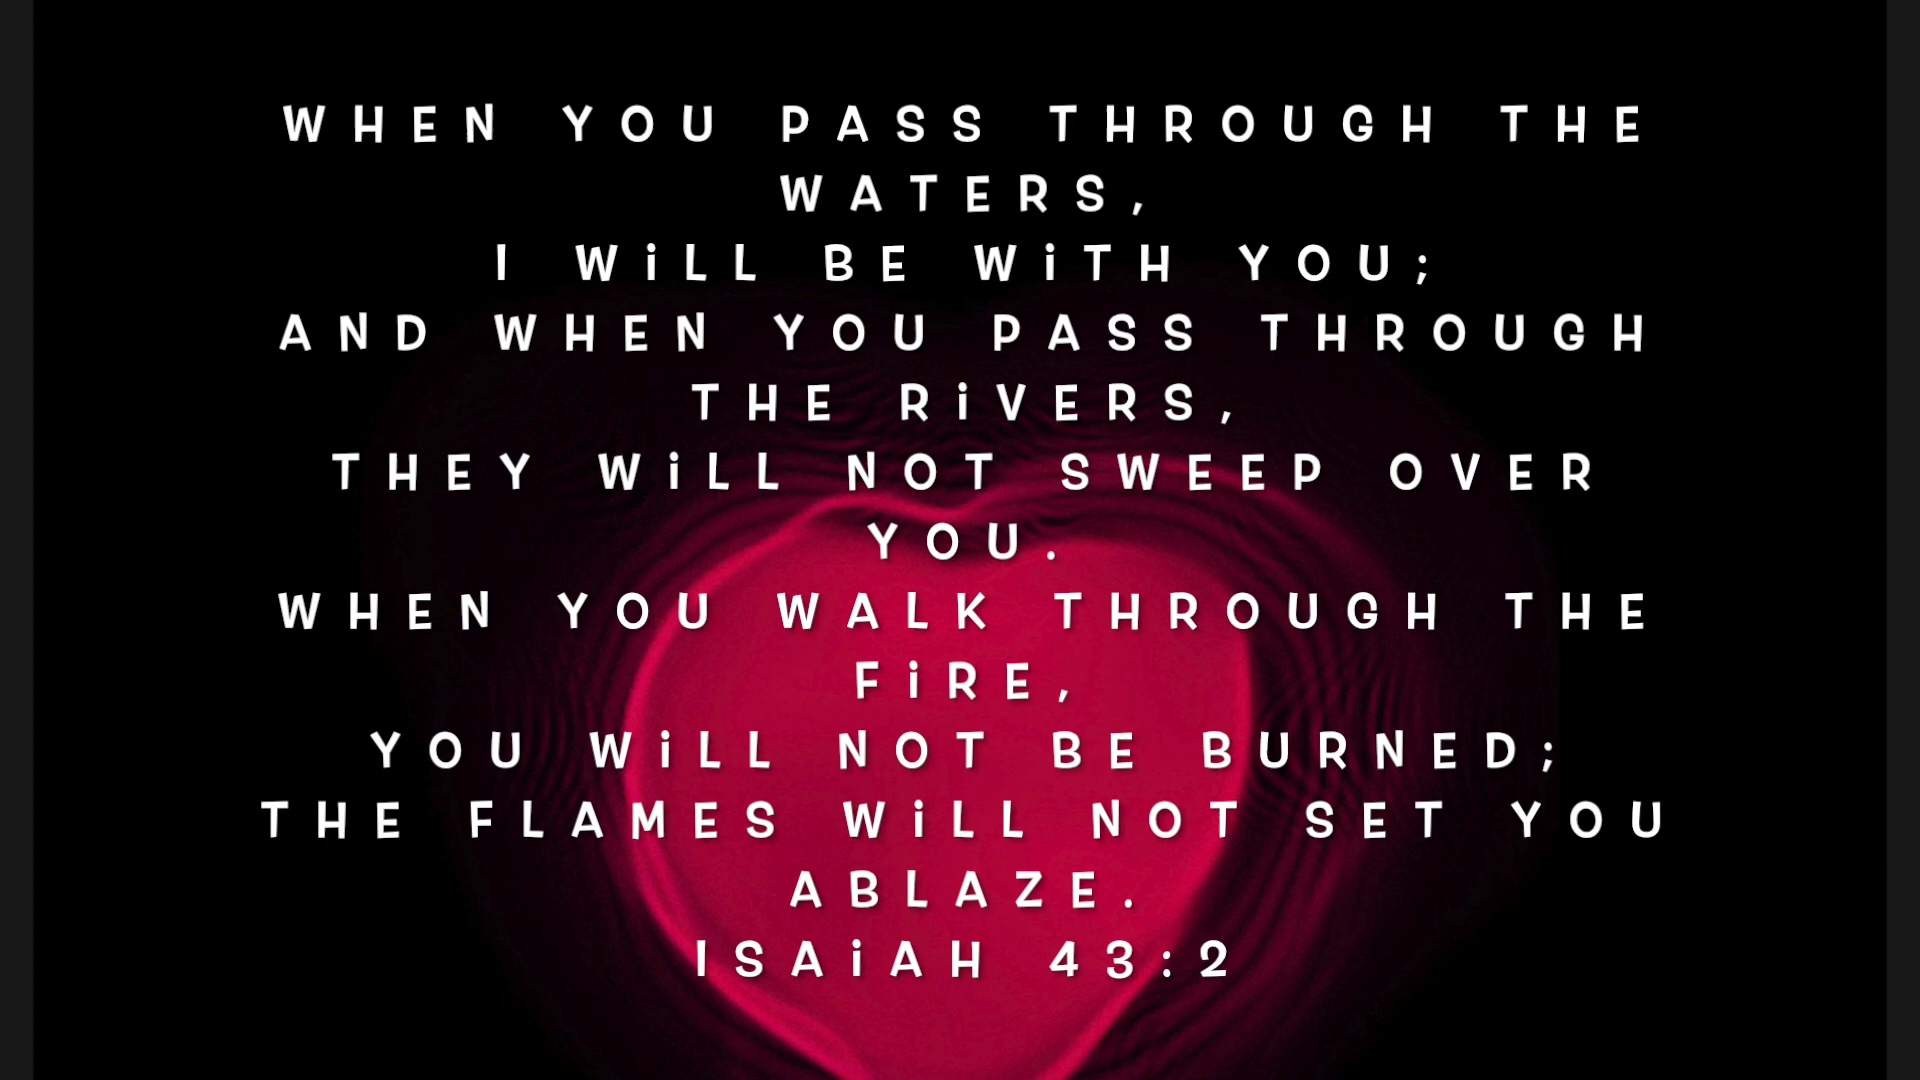 WHEN YOU PASS THROUGH THE
WATERS,
I WiLL BE WiTH YOU;
AND WHEN YOU PASS THROUGH
THE RiVERS,
THEY WiLL NOT SWEEP OVER
YOU.
WHEN YOU WALK THROUGH THE
FiRE,
YOU WiLL NOT BE BURNED;
THE FLAMES WiLL NOT SET YOU
ABLAZE.
ISAiAH 43:2